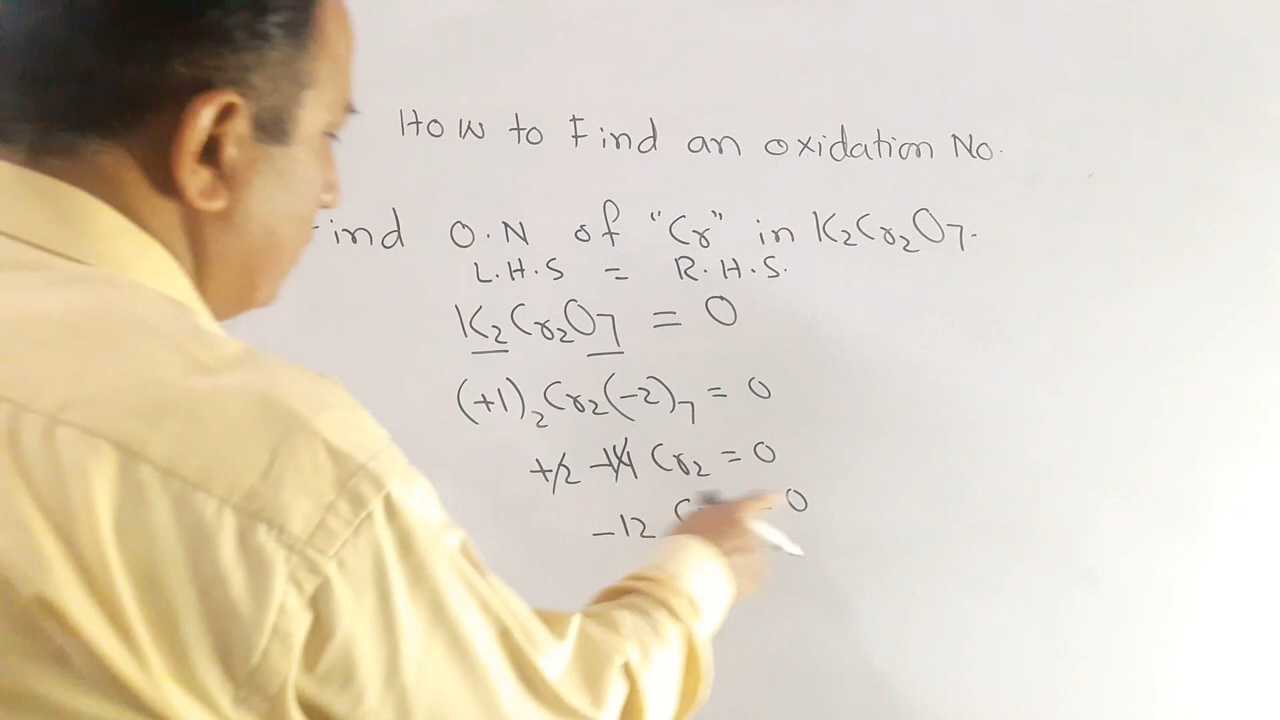 How to Find an oxidation No.
ind O.N of "Cr" in K₂Cr₂O₇.
L.H.S = R.H.S.
K₂Cr₂O₇ = 0
(+1)₂Cr₂(-2)₇ = 0
+2 -14 Cr₂ = 0
-12 0